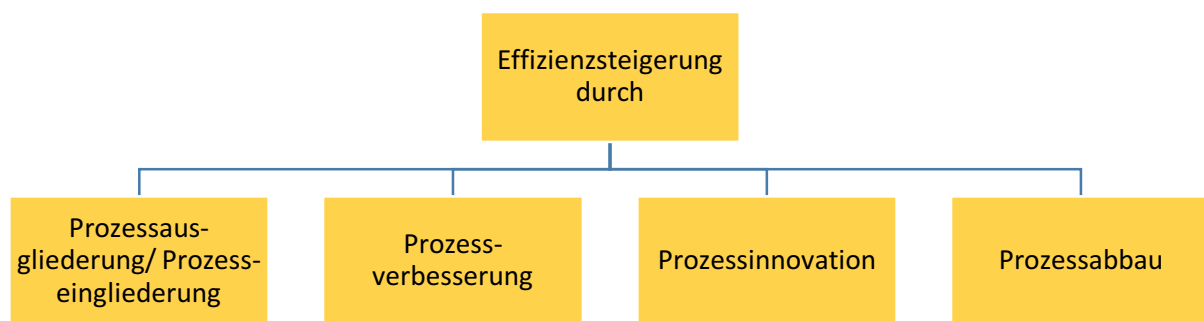 Effizienzsteigerung
durch
Prozessaus-
gliederung/ Prozess-
eingliederung
Prozess-
verbesserung
Prozessinnovation
Prozessabbau